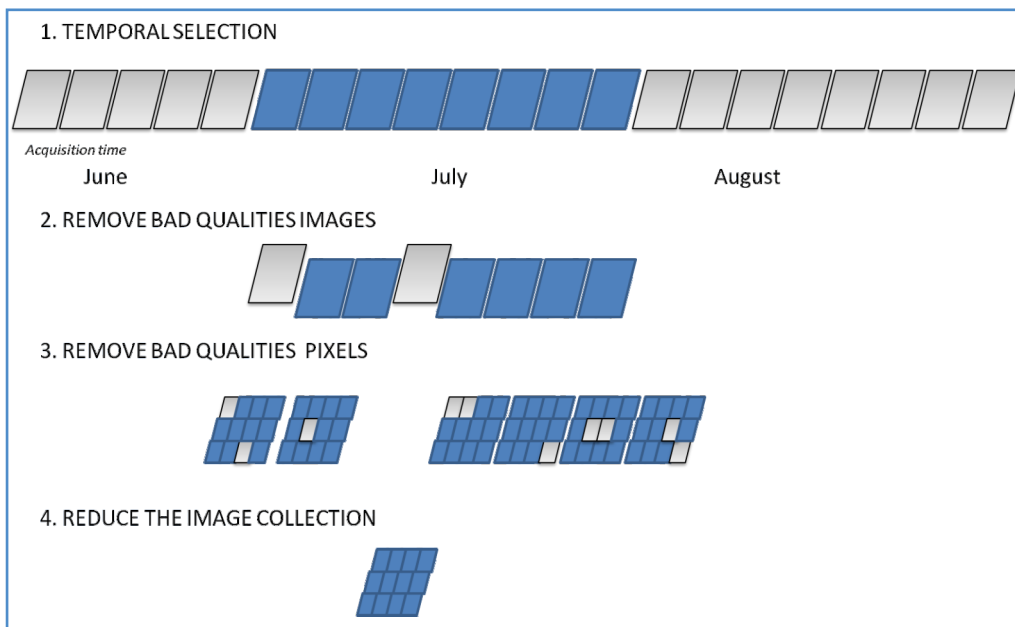 1. TEMPORAL SELECTION
Acquisition time
June July August
2. REMOVE BAD QUALITIES IMAGES
3. REMOVE BAD QUALITIES PIXELS
4. REDUCE THE IMAGE COLLECTION